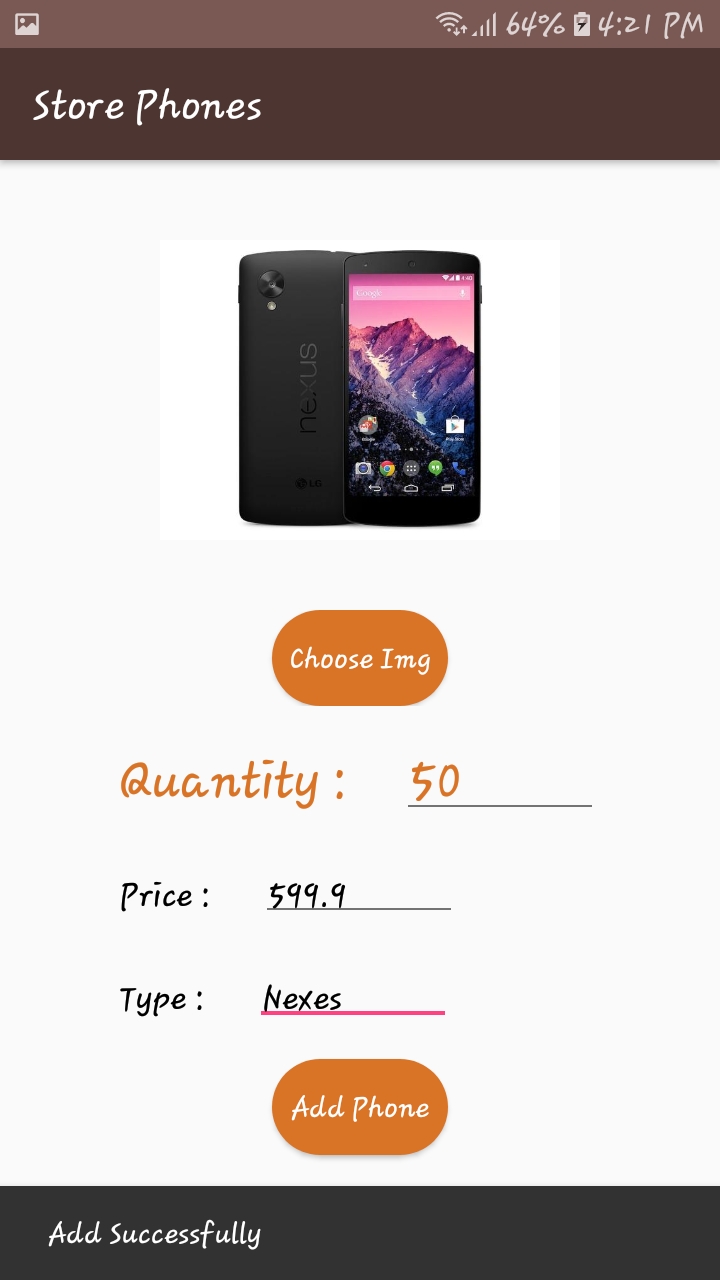 64% 4:21 PM
Store Phones
Google
nexus
LG
Choose Img
Quantity : 50
Price : 599.9
Type : Nexes
Add Phone
Add Successfully